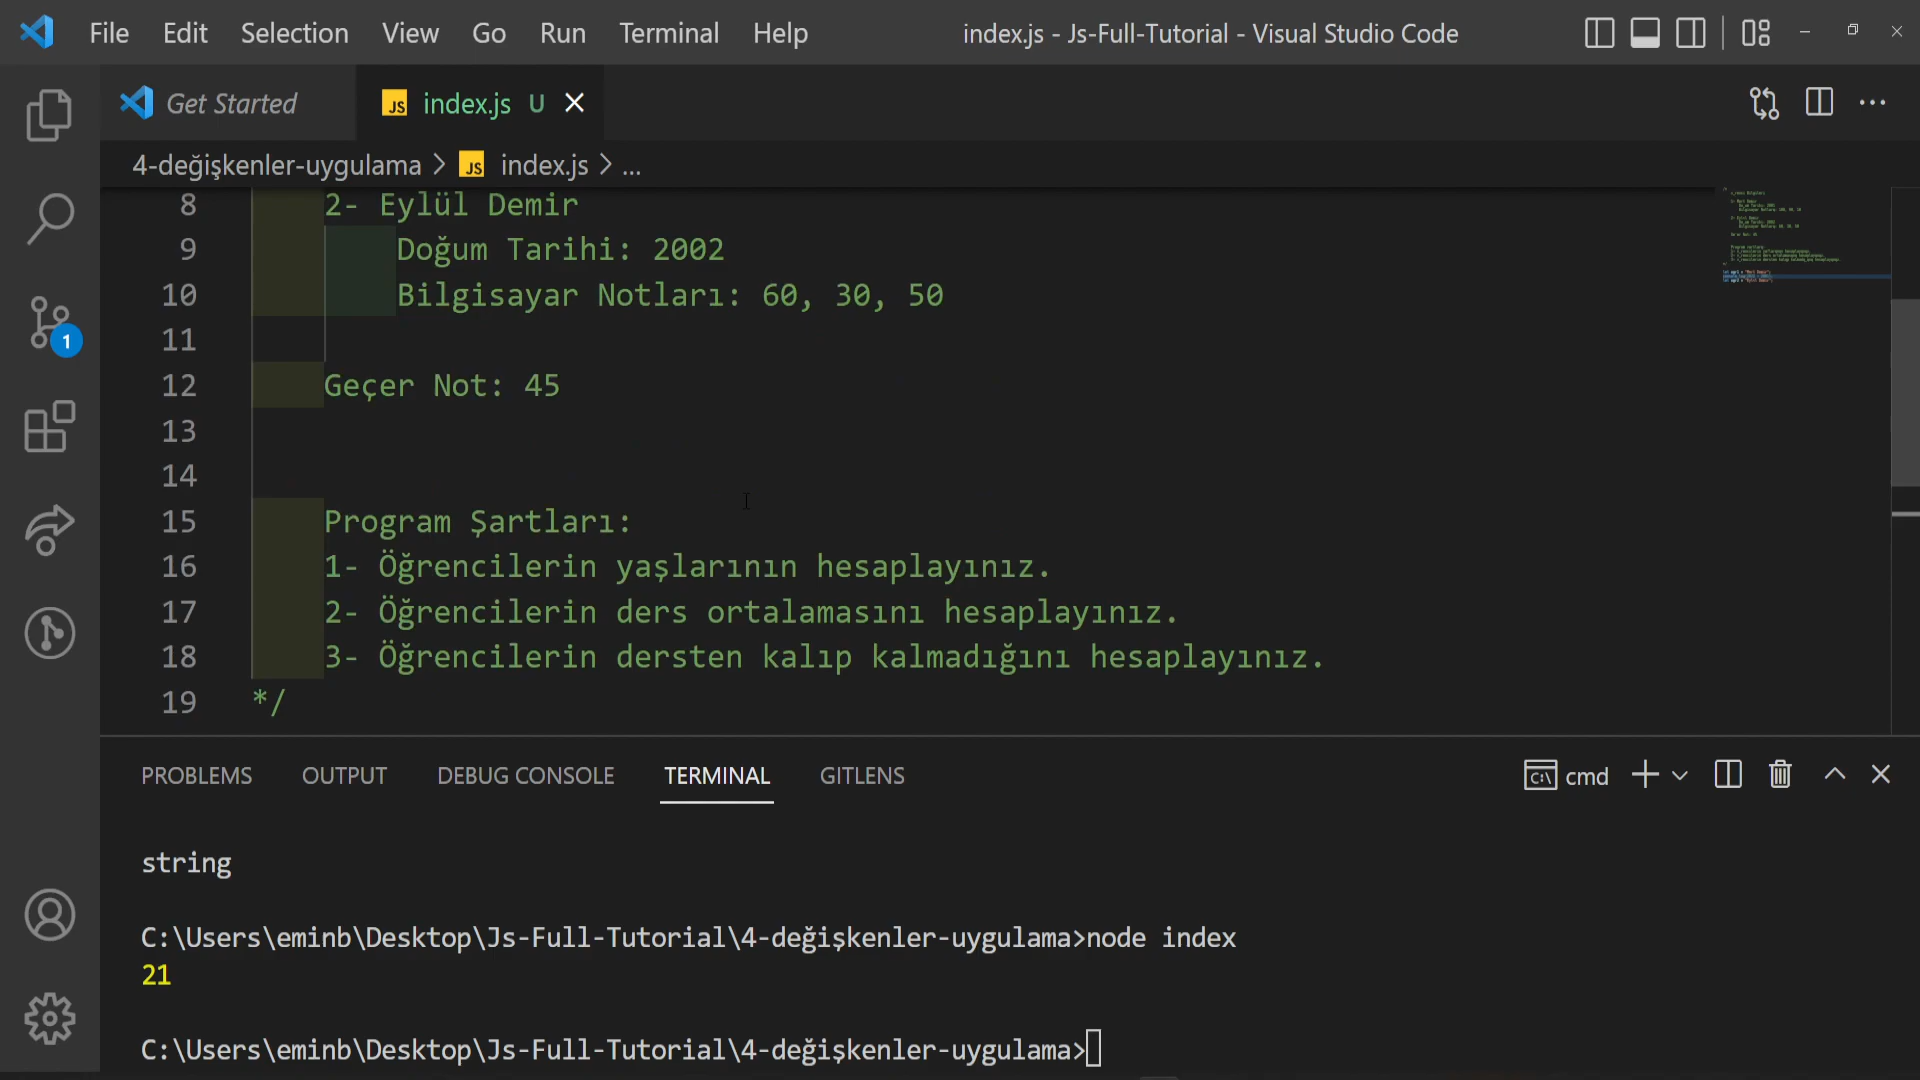 File Edit Selection View Go Run Terminal Help index.js - Js-Full-Tutorial - Visual Studio Code
Get Started JS index.js U
4-değişkenler-uygulama > JS index.js > ...
8 2- Eylül Demir
9 Doğum Tarihi: 2002
10 Bilgisayar Notları: 60, 30, 50
11
12 Geçer Not: 45
13
14
15 Program Şartları:
16 1- Öğrencilerin yaşlarının hesaplayınız.
17 2- Öğrencilerin ders ortalamasını hesaplayınız.
18 3- Öğrencilerin dersten kalıp kalmadığını hesaplayınız.
19 */
1
PROBLEMS OUTPUT DEBUG CONSOLE TERMINAL GITLENS cmd
string
C:\Users\eminb\Desktop\Js-Full-Tutorial\4-değişkenler-uygulama>node index
21
C:\Users\eminb\Desktop\Js-Full-Tutorial\4-değişkenler-uygulama>